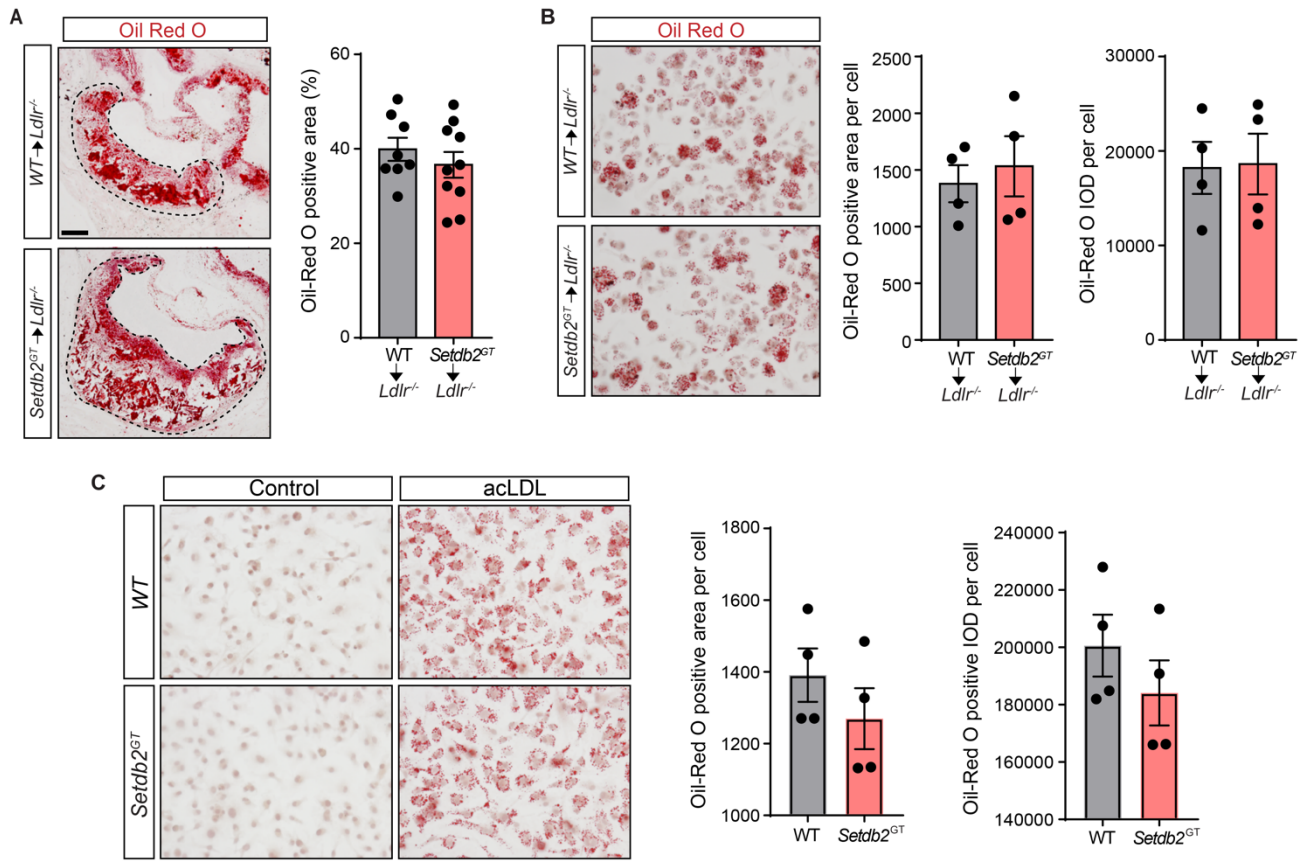 A
Oil Red O
WT→Ldlr-/-
Setdb2GT→Ldlr-/-
Oil-Red O positive area (%)
60
40
20
0
WT
Setdb2GT
Ldlr-/-
Ldlr-/-
B
Oil Red O
WT→Ldlr-/-
Setdb2GT→Ldlr-/-
Oil-Red O positive area per cell
2500
2000
1500
1000
500
0
WT
Setdb2GT
Ldlr-/-
Ldlr-/-
Oil-Red O IOD per cell
30000
20000
10000
0
WT
Setdb2GT
Ldlr-/-
Ldlr-/-
C
Control
acLDL
WT
Setdb2GT
Oil-Red O positive area per cell
1800
1600
1400
1200
1000
WT
Setdb2GT
Oil-Red O positive IOD per cell
240000
220000
200000
180000
160000
140000
WT
Setdb2GT